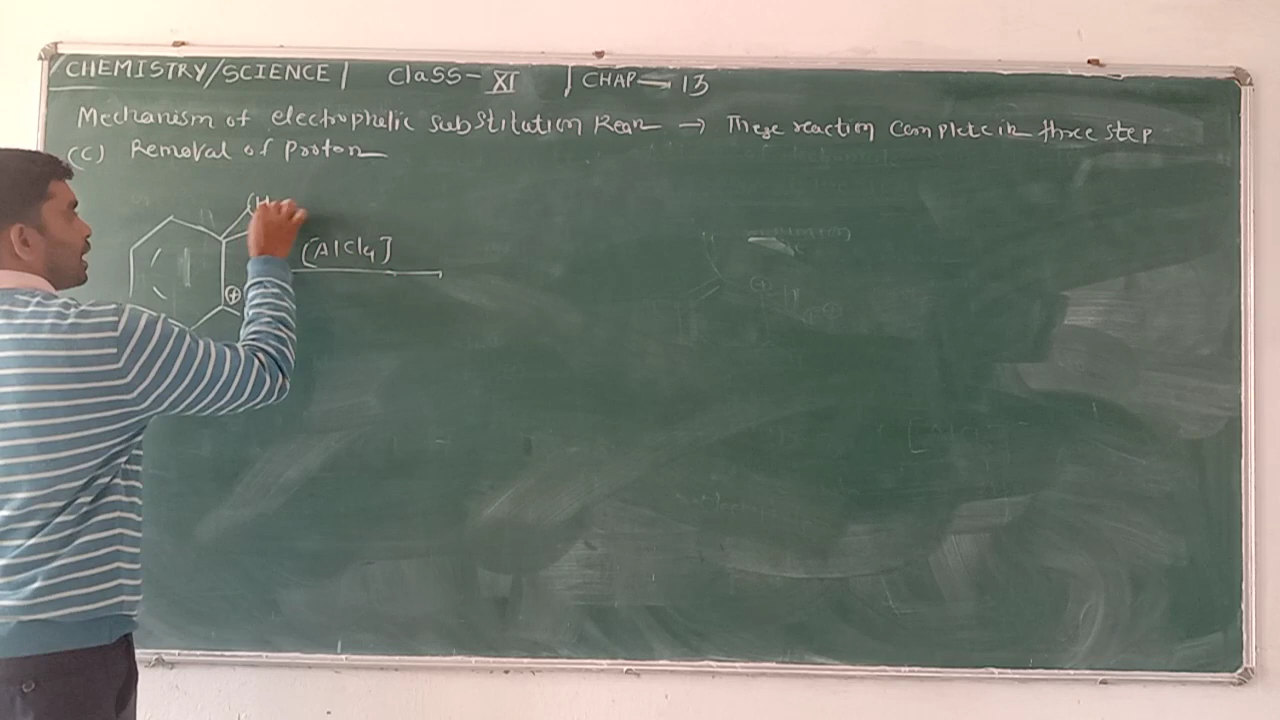 CHEMISTRY/SCIENCE | Class-XI | CHAP → 13
Mechanism of electrophelic substitution Rean → These reaction complete in three step
(C) Removal of Proton
(H
[AlCl4]
⊕